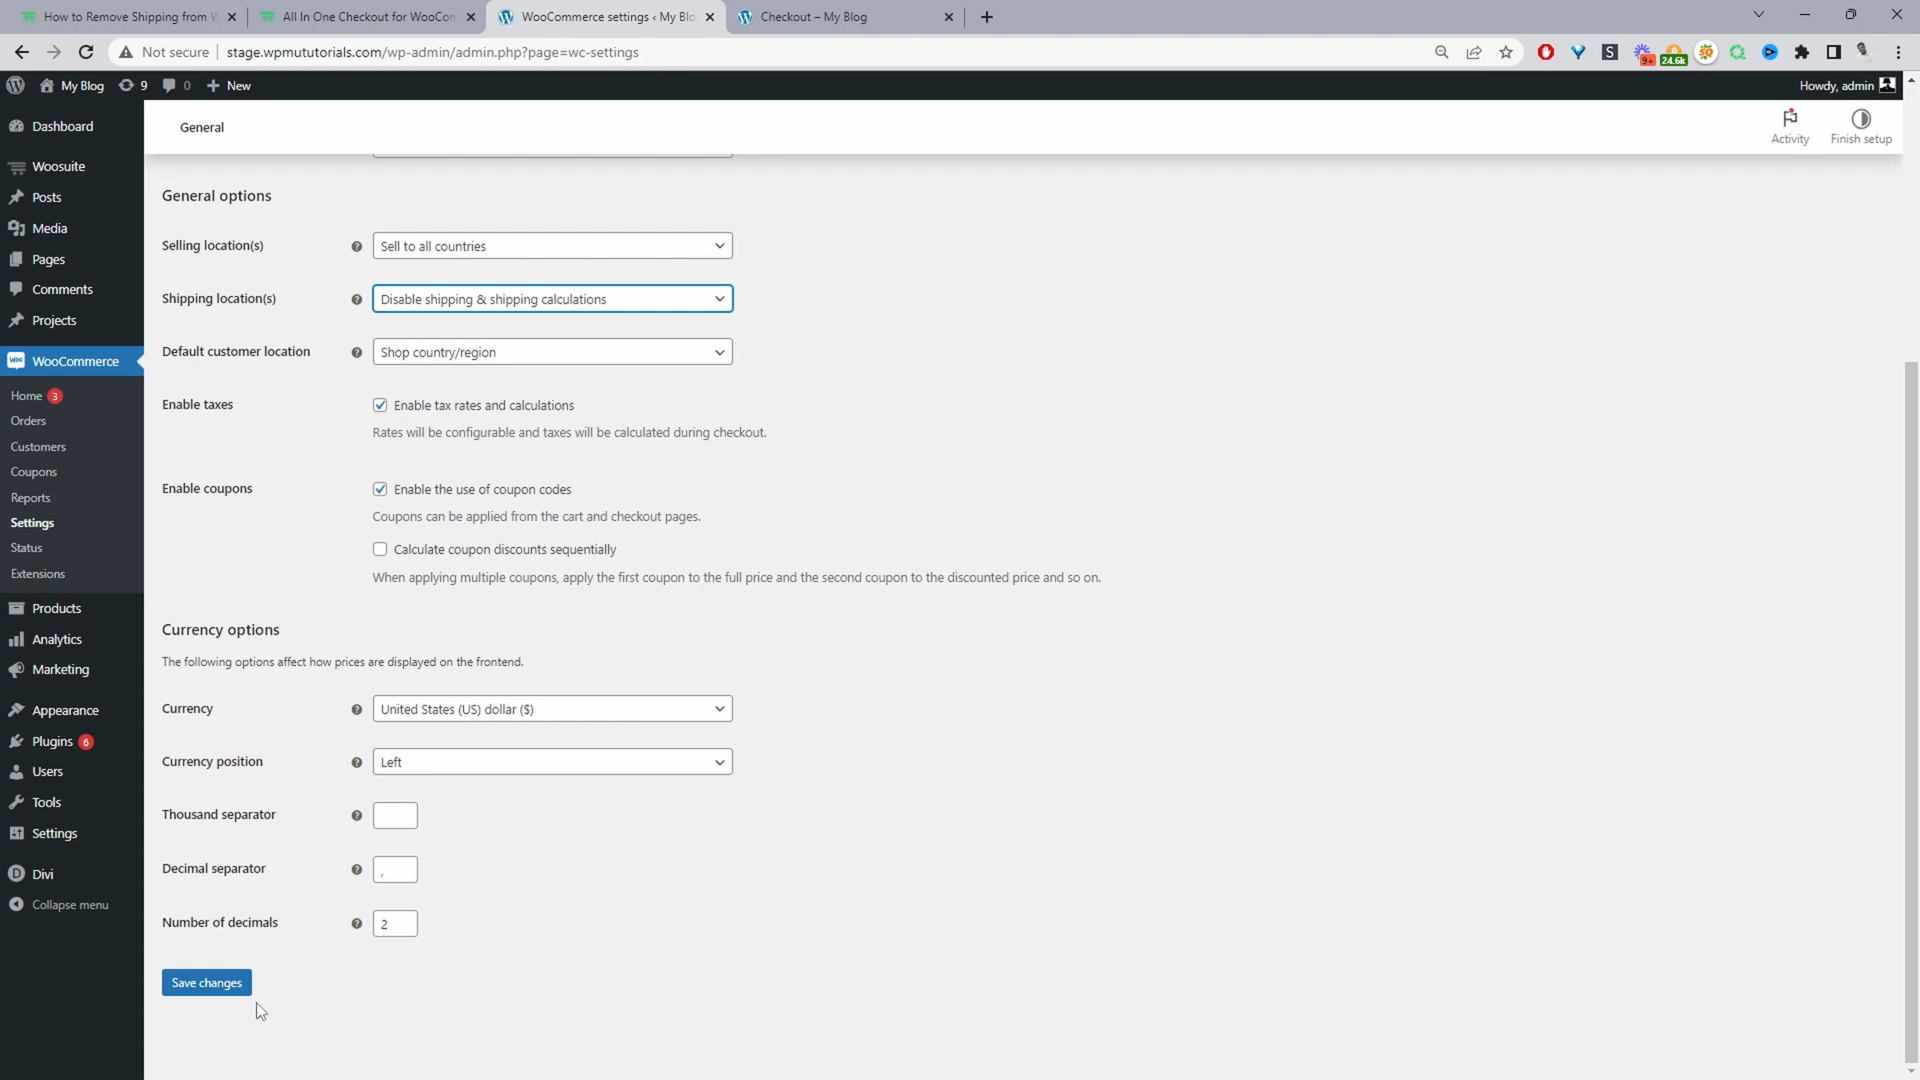 How to Remove Shipping from W
All In One Checkout for WooCom
WooCommerce settings ‹ My Blo
Checkout – My Blog
Not secure
stage.wpmututorials.com/wp-admin/admin.php?page=wc-settings
9+
24.6k
My Blog
9
0
New
Howdy, admin
Dashboard
Woosuite
Posts
Media
Pages
Comments
Projects
WooCommerce
Home 3
Orders
Customers
Coupons
Reports
Settings
Status
Extensions
Products
Analytics
Marketing
Appearance
Plugins 6
Users
Tools
Settings
Divi
Collapse menu
General
Activity
Finish setup
General options
Selling location(s)
Sell to all countries
Shipping location(s)
Disable shipping & shipping calculations
Default customer location
Shop country/region
Enable taxes
Enable tax rates and calculations
Rates will be configurable and taxes will be calculated during checkout.
Enable coupons
Enable the use of coupon codes
Coupons can be applied from the cart and checkout pages.
Calculate coupon discounts sequentially
When applying multiple coupons, apply the first coupon to the full price and the second coupon to the discounted price and so on.
Currency options
The following options affect how prices are displayed on the frontend.
Currency
United States (US) dollar ($)
Currency position
Left
Thousand separator
Decimal separator
,
Number of decimals
2
Save changes